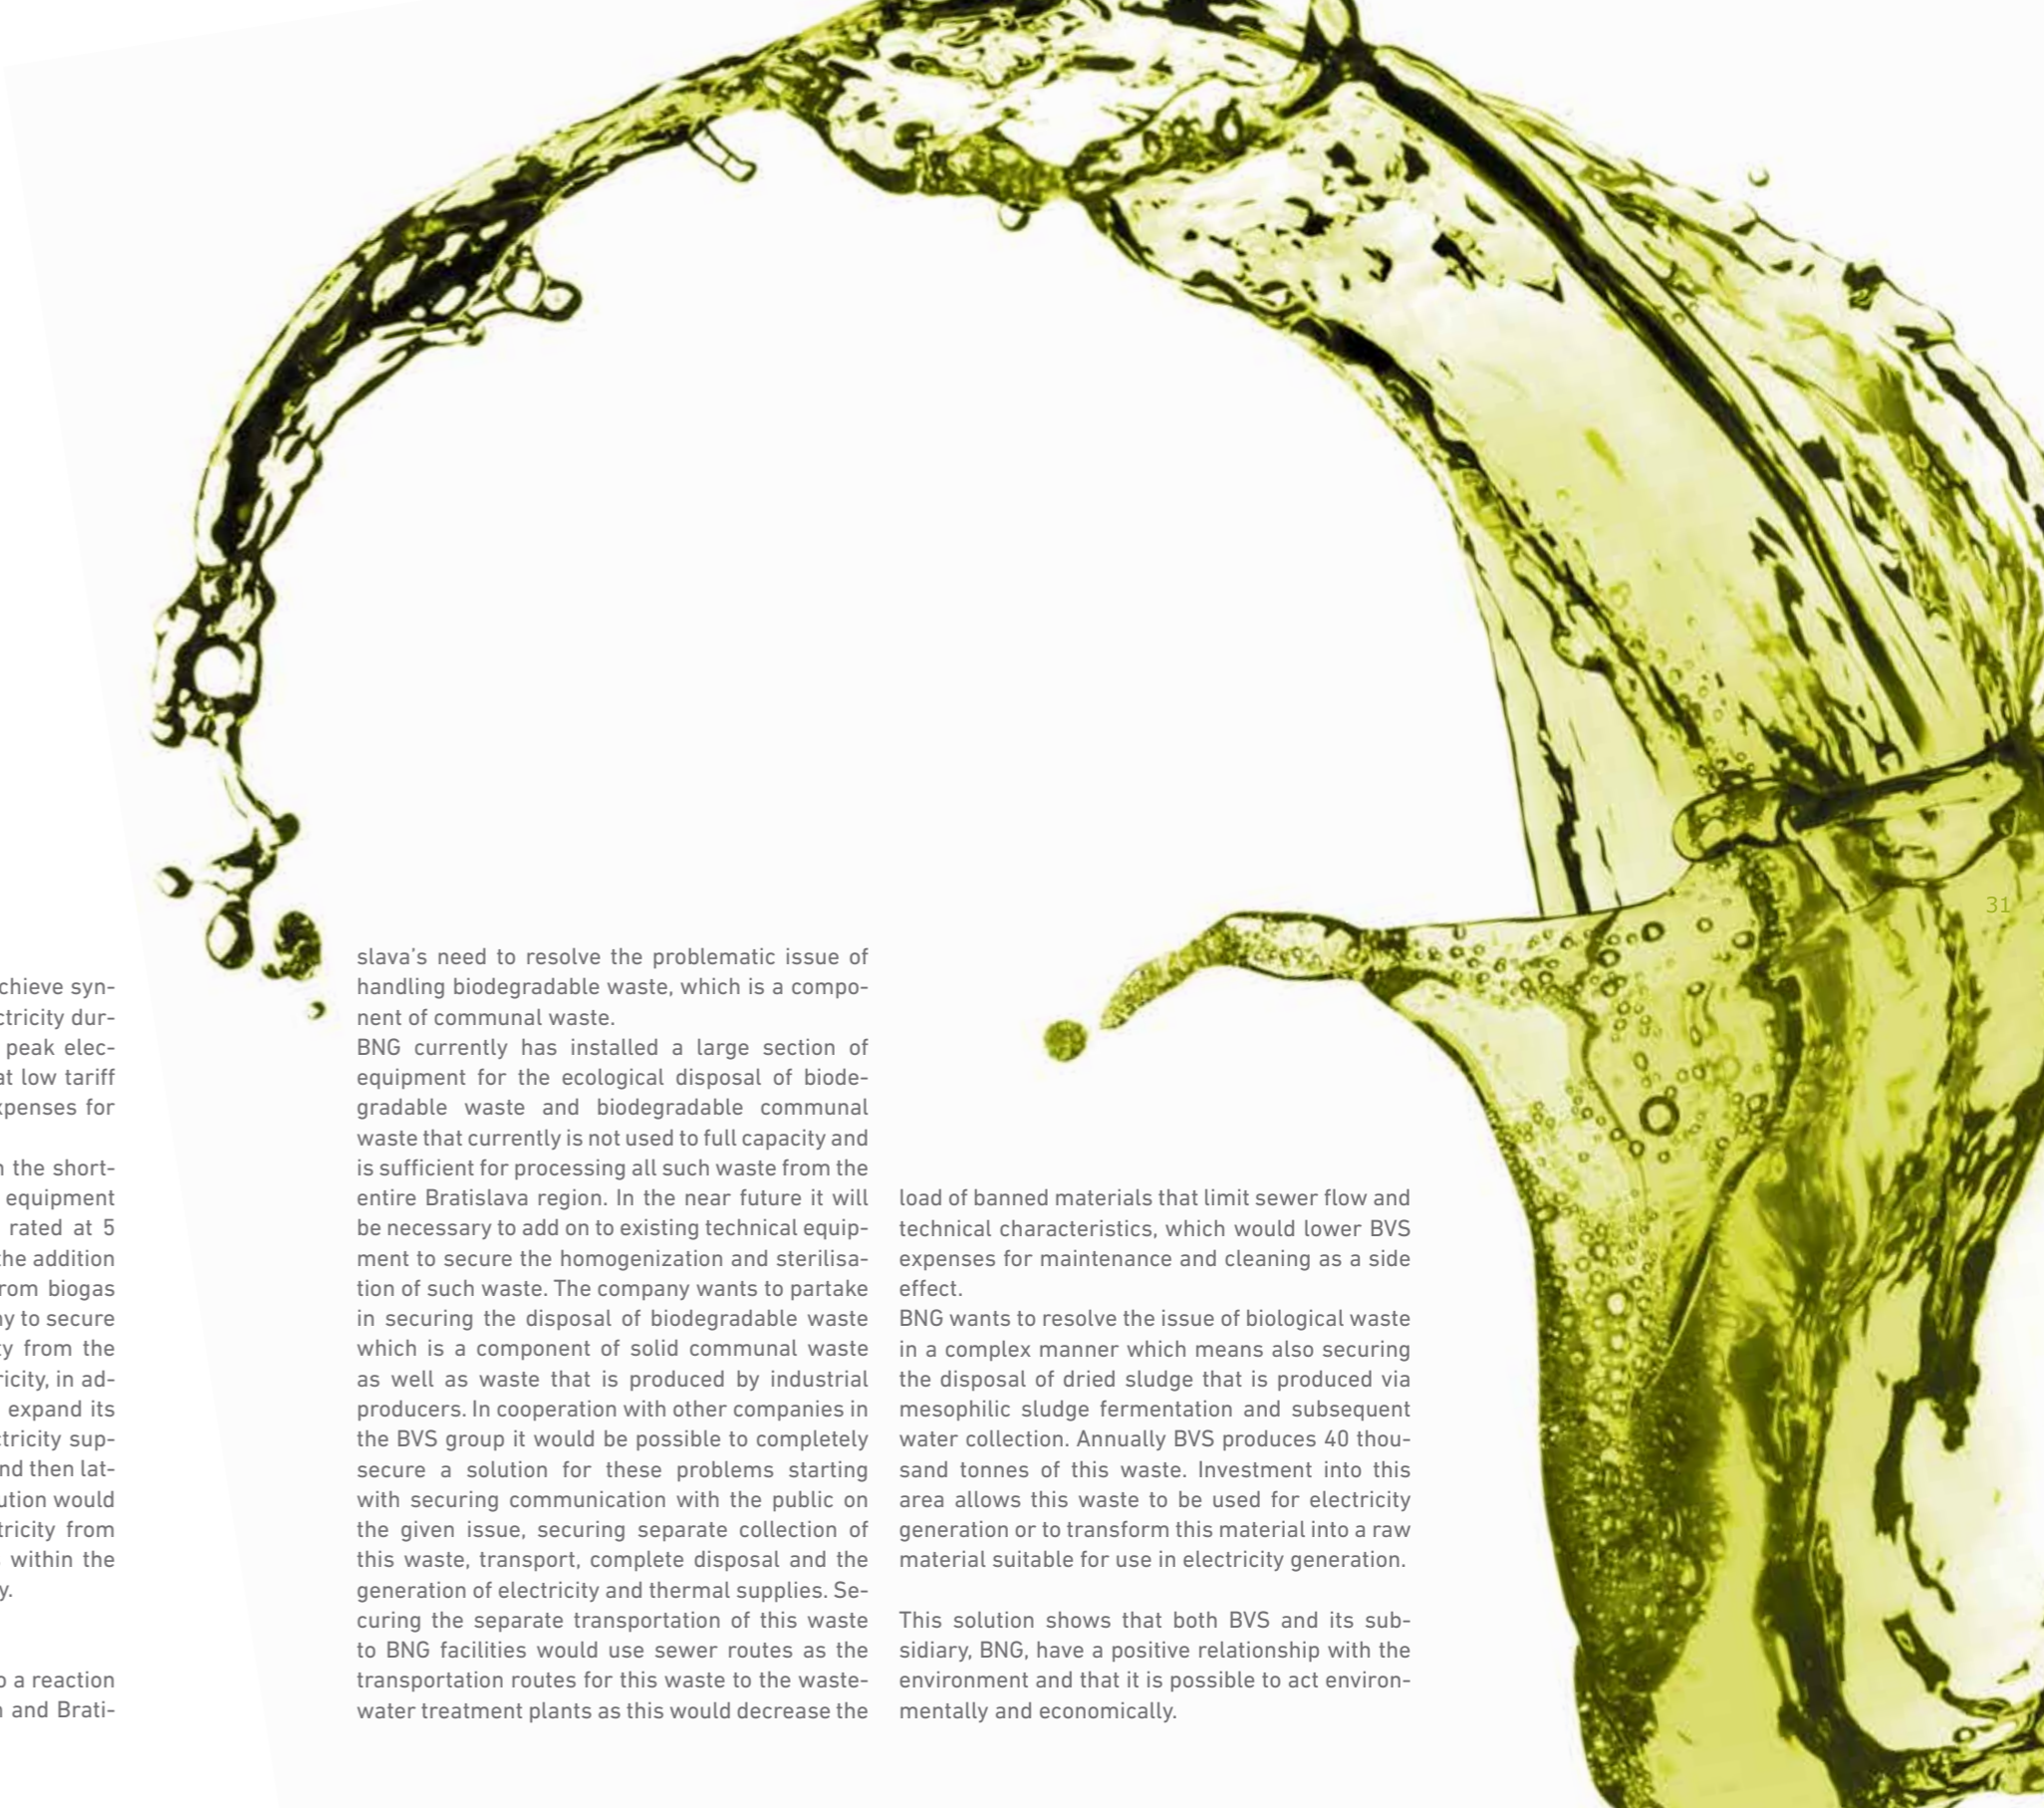 syn-
ctricity dur-
peak elec-
at low tariff
for
the short-
equipment
rated at 5
the addition
from biogas
to secure
from the
in ad-
expand its
sup-
and then lat-
would
from
within the
a reaction
and Brati-
slava's need to resolve the problematic issue of
handling biodegradable waste, which is a compo-
nent of communal waste.
BNG currently has installed a large section of
equipment for the ecological disposal of biode-
gradable waste and biodegradable communal
waste that currently is not used to full capacity and
is sufficient for processing all such waste from the
entire Bratislava region. In the near future it will
be necessary to add on to existing technical equip-
ment to secure the homogenization and sterilisa-
tion of such waste. The company wants to partake
in securing the disposal of biodegradable waste
which is a component of solid communal waste
as well as waste that is produced by industrial
producers. In cooperation with other companies in
the BVS group it would be possible to completely
secure a solution for these problems starting
with securing communication with the public on
the given issue, securing separate collection of
this waste, transport, complete disposal and the
generation of electricity and thermal supplies. Se-
curing the separate transportation of this waste
to BNG facilities would use sewer routes as the
transportation routes for this waste to the waste-
water treatment plants as this would decrease the
load of banned materials that limit sewer flow and
technical characteristics, which would lower BVS
expenses for maintenance and cleaning as a side
effect.
BNG wants to resolve the issue of biological waste
in a complex manner which means also securing
the disposal of dried sludge that is produced via
mesophilic sludge fermentation and subsequent
water collection. Annually BVS produces 40 thou-
sand tonnes of this waste. Investment into this
area allows this waste to be used for electricity
generation or to transform this material into a raw
material suitable for use in electricity generation.
This solution shows that both BVS and its sub-
sidiary, BNG, have a positive relationship with the
environment and that it is possible to act environ-
mentally and economically.
31